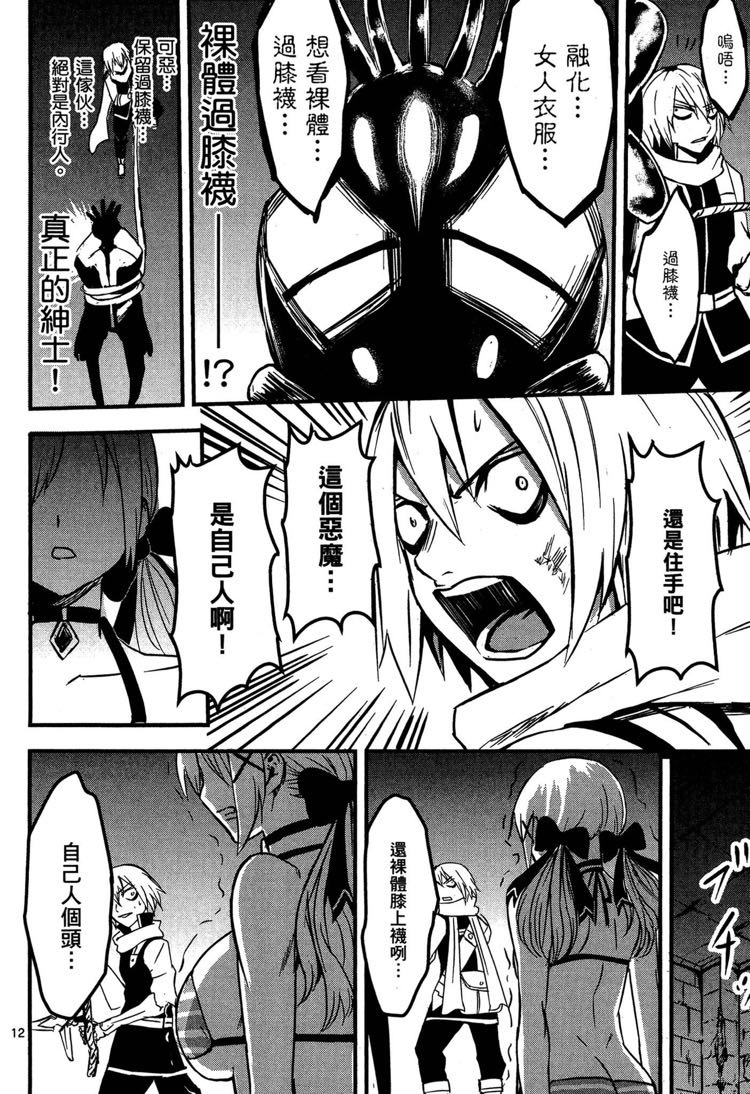 嗚唔…
過膝襪…
融化…
女人衣服…
想看裸體…
過膝襪…
裸體過膝襪——!?
可惡…
保留過膝襪…
這傢伙…
絕對是內行人。
真正的紳士！
還是住手吧！
這個惡魔…
是自己人啊！
ブブッ
還裸體膝上襪咧…
自己人個頭…
12